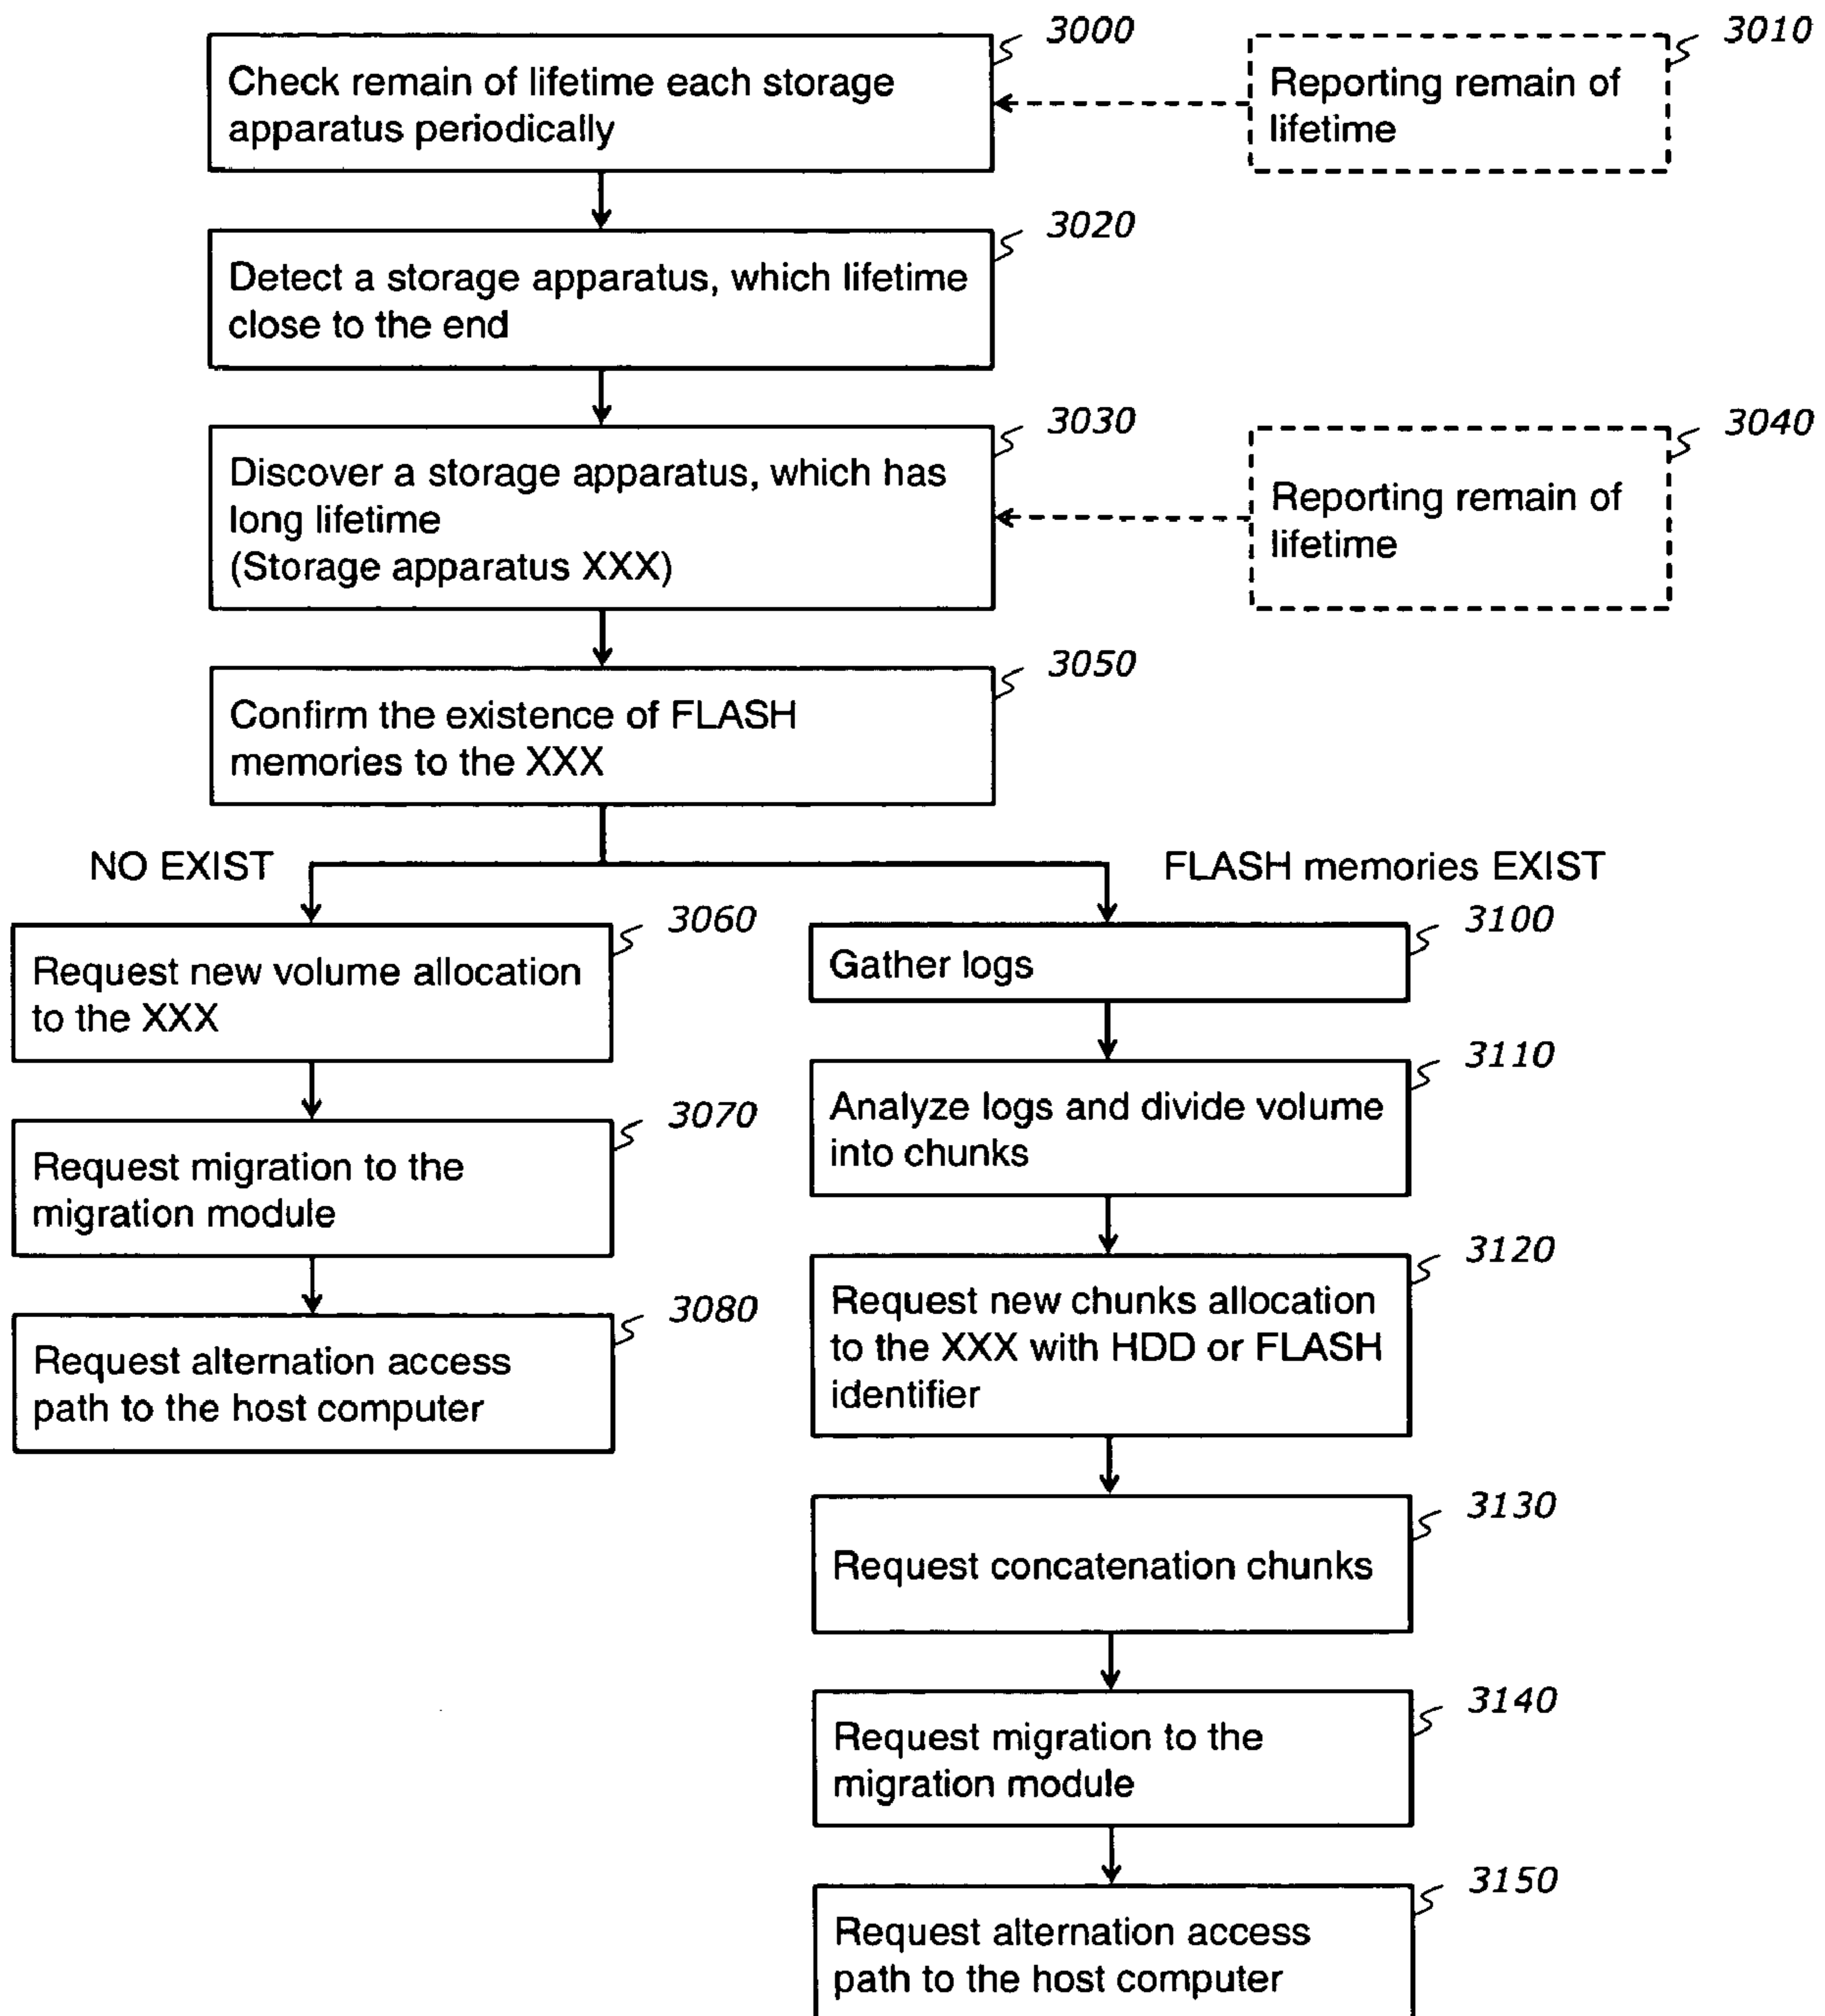 3000
Check remain of lifetime each storage
apparatus periodically
3010
Reporting remain of
lifetime
3020
Detect a storage apparatus, which lifetime
close to the end
3030
Discover a storage apparatus, which has
long lifetime
(Storage apparatus XXX)
3040
Reporting remain of
lifetime
3050
Confirm the existence of FLASH
memories to the XXX
NO EXIST
FLASH memories EXIST
3060
Request new volume allocation
to the XXX
3070
Request migration to the
migration module
3080
Request alternation access
path to the host computer
3100
Gather logs
3110
Analyze logs and divide volume
into chunks
3120
Request new chunks allocation
to the XXX with HDD or FLASH
identifier
3130
Request concatenation chunks
3140
Request migration to the
migration module
3150
Request alternation access
path to the host computer